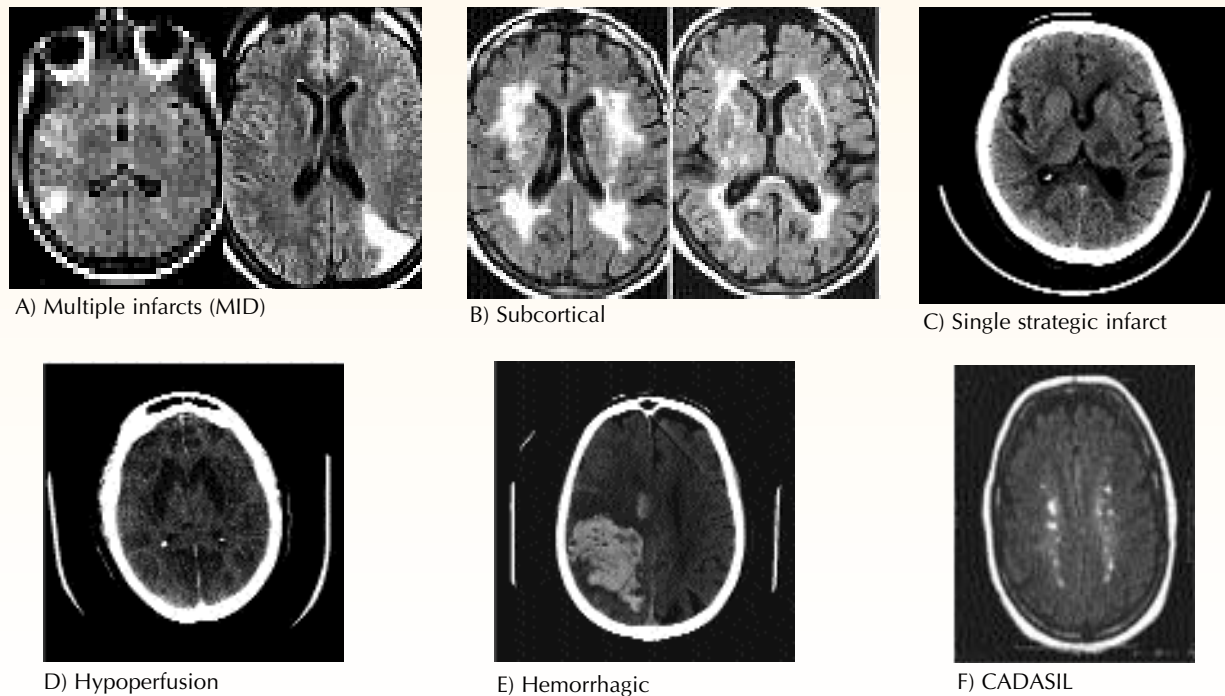 A) Multiple infarcts (MID)
B) Subcortical
C) Single strategic infarct
D) Hypoperfusion
E) Hemorrhagic
F) CADASIL